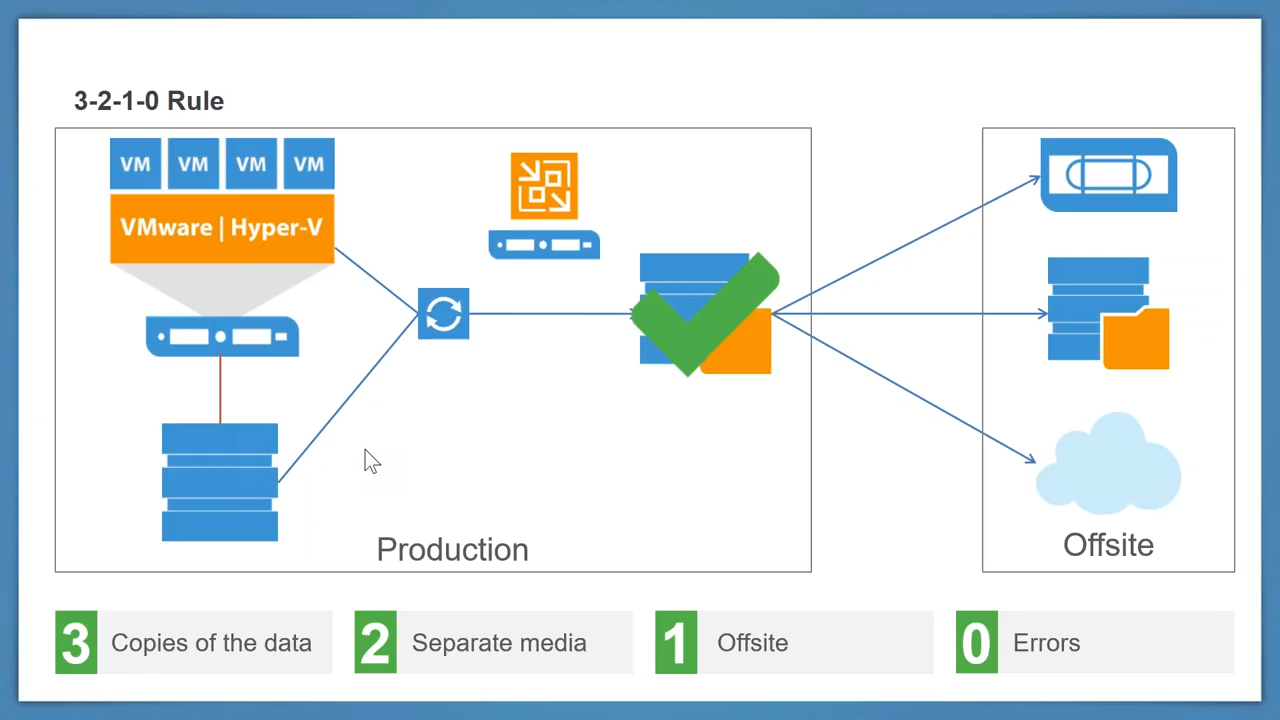 3-2-1-0 Rule
VM VM VM VM
VMware | Hyper-V
Production
Offsite
3 Copies of the data
2 Separate media
1 Offsite
0 Errors